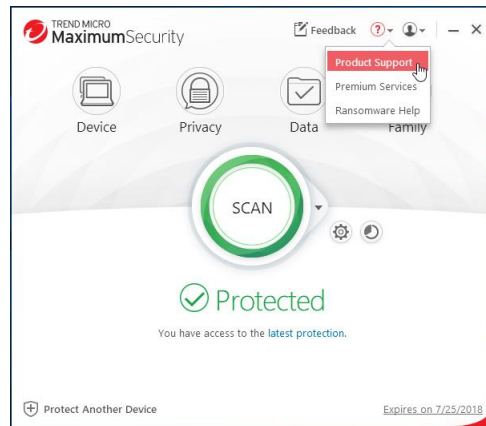 TREND MICRO
MaximumSecurity
Feedback
?
Product Support
Premium Services
Ransomware Help
Device
Privacy
Data
Family
SCAN
Protected
You have access to the latest protection.
Protect Another Device
Expires on 7/25/2018